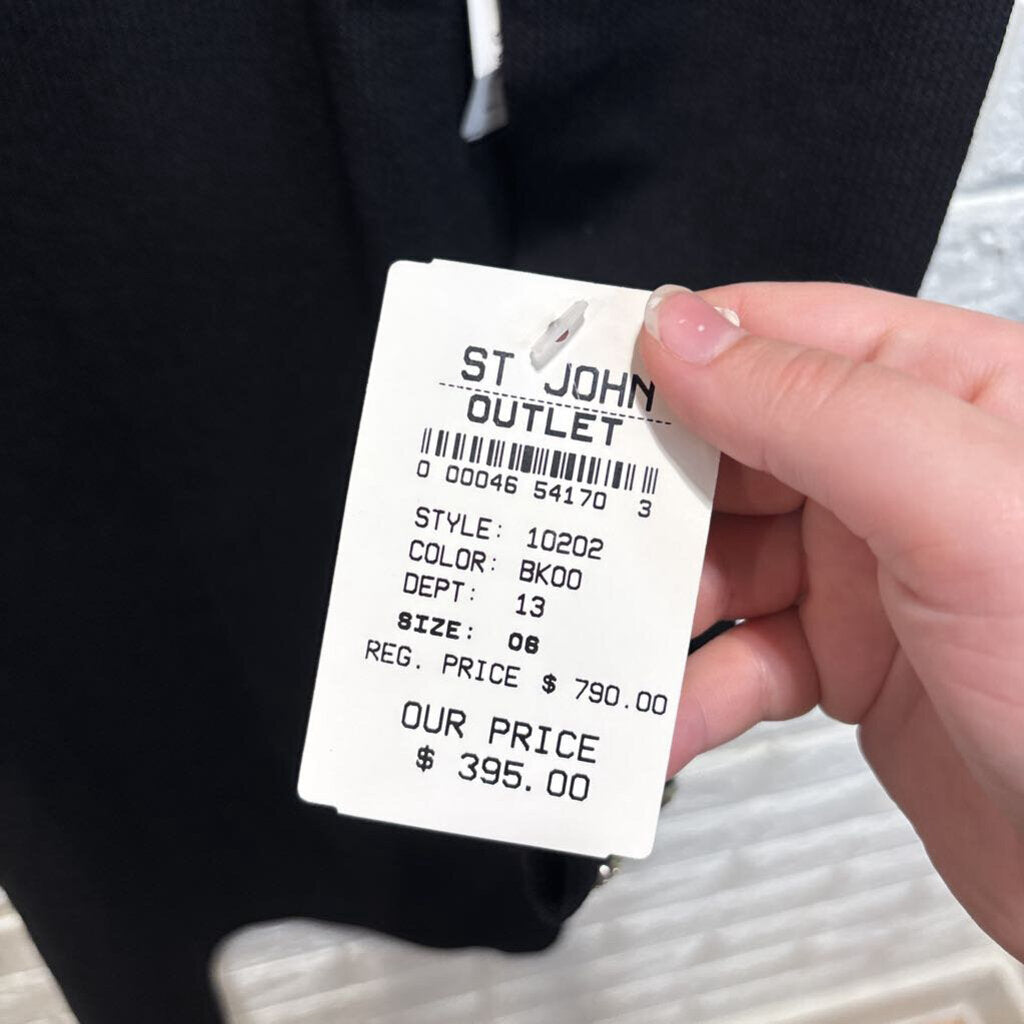 ST JOHN
OUTLET
0 00046 54170 3
STYLE: 10202
COLOR: BK00
DEPT: 13
SIZE: 06
REG. PRICE $ 790.00
OUR PRICE
$ 395.00